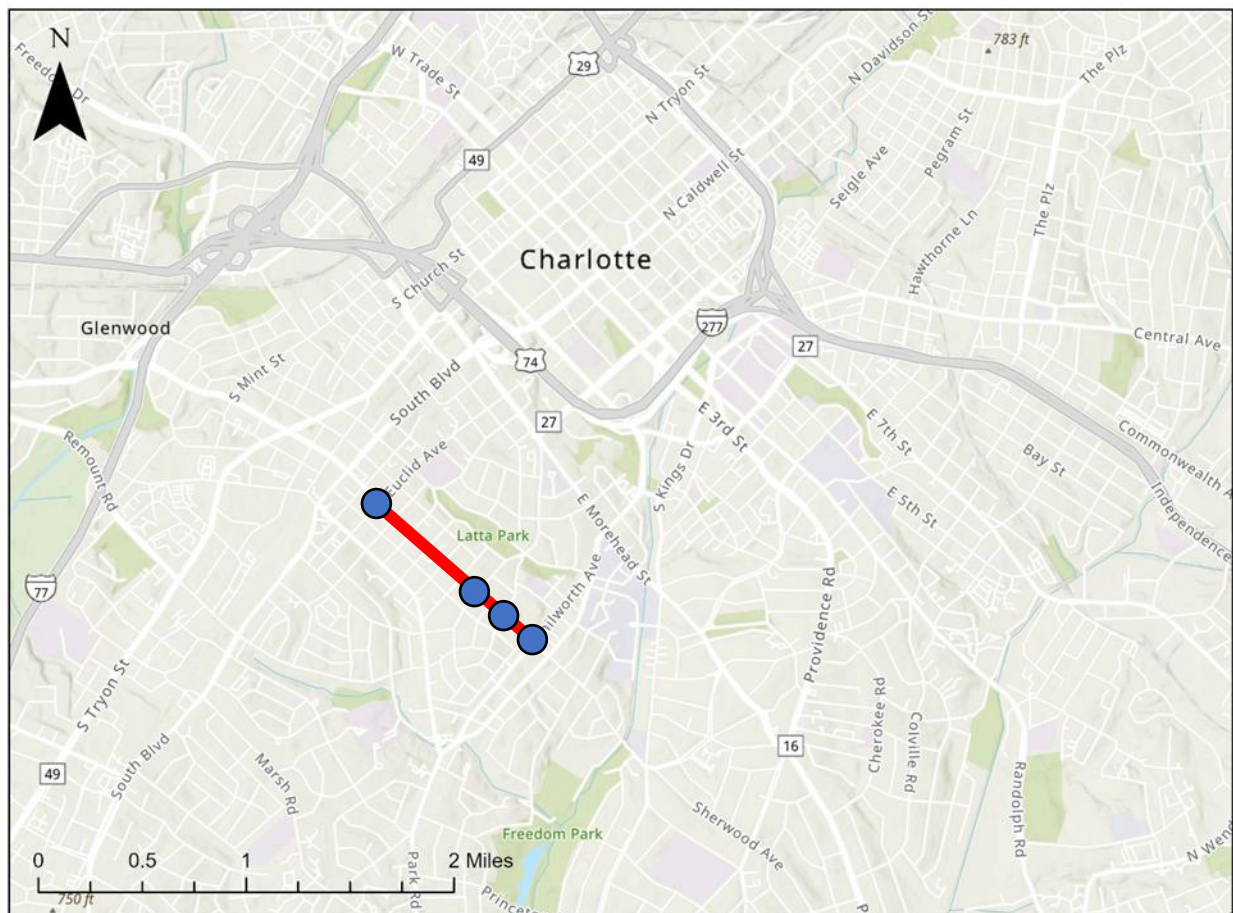 N
783 ft
Freedom Dr
W Trade St
29
N Davidson St
The Plz
N Tryon St
49
Pegram St
Seigle Ave
N Caldwell St
The Plz
Hawthorne Ln
Charlotte
S Church St
Glenwood
277
27
Central Ave
74
S Mint St
South Blvd
27
E 3rd St
E 7th St
Commonwealth A
Bay St
Remount Rd
Euclid Ave
S Kings Dr
E 5th St
Independence
E Morehead St
Latta Park
77
ilworth Ave
Providence Rd
S Tryon St
Cherokee Rd
Colville Rd
16
South Blvd
49
Marsh Rd
Randolph Rd
Sherwood Ave
Freedom Park
N Wend
0 0.5 1 2 Miles
Park Rd
750 ft
Princet
P